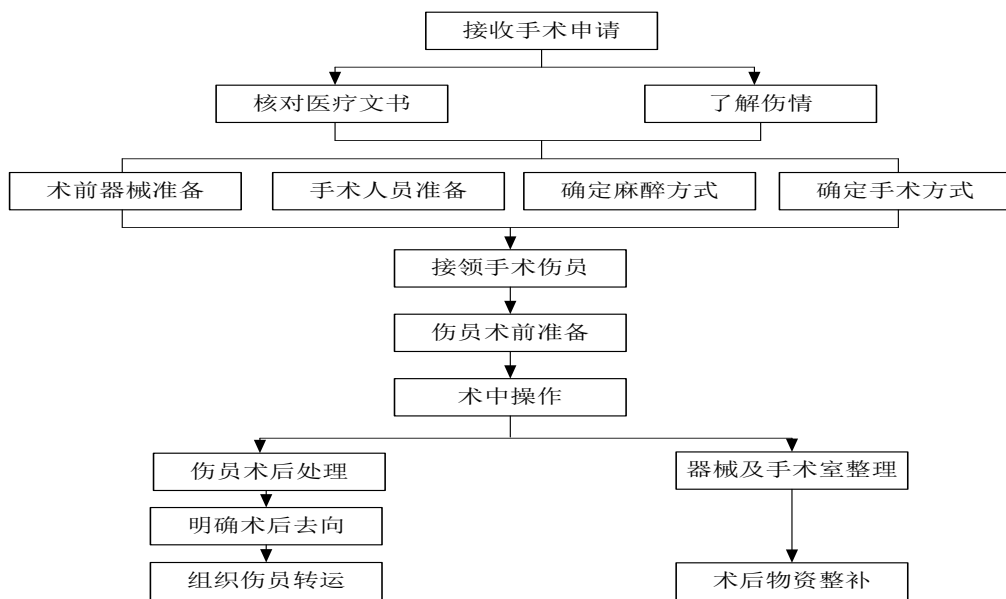 接收手术申请
核对医疗文书
了解伤情
术前器械准备
手术人员准备
确定麻醉方式
确定手术方式
接领手术伤员
伤员术前准备
术中操作
伤员术后处理
器械及手术室整理
明确术后去向
组织伤员转运
术后物资整补